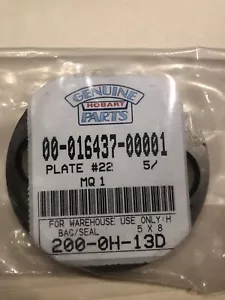 GENUINE
HOBART
PARTS
00-016437-00001
PLATE #22 5/
MQ 1
FOR WAREHOUSE USE ONLY:H
BAG/SEAL 5 X 8
200-0H-13D